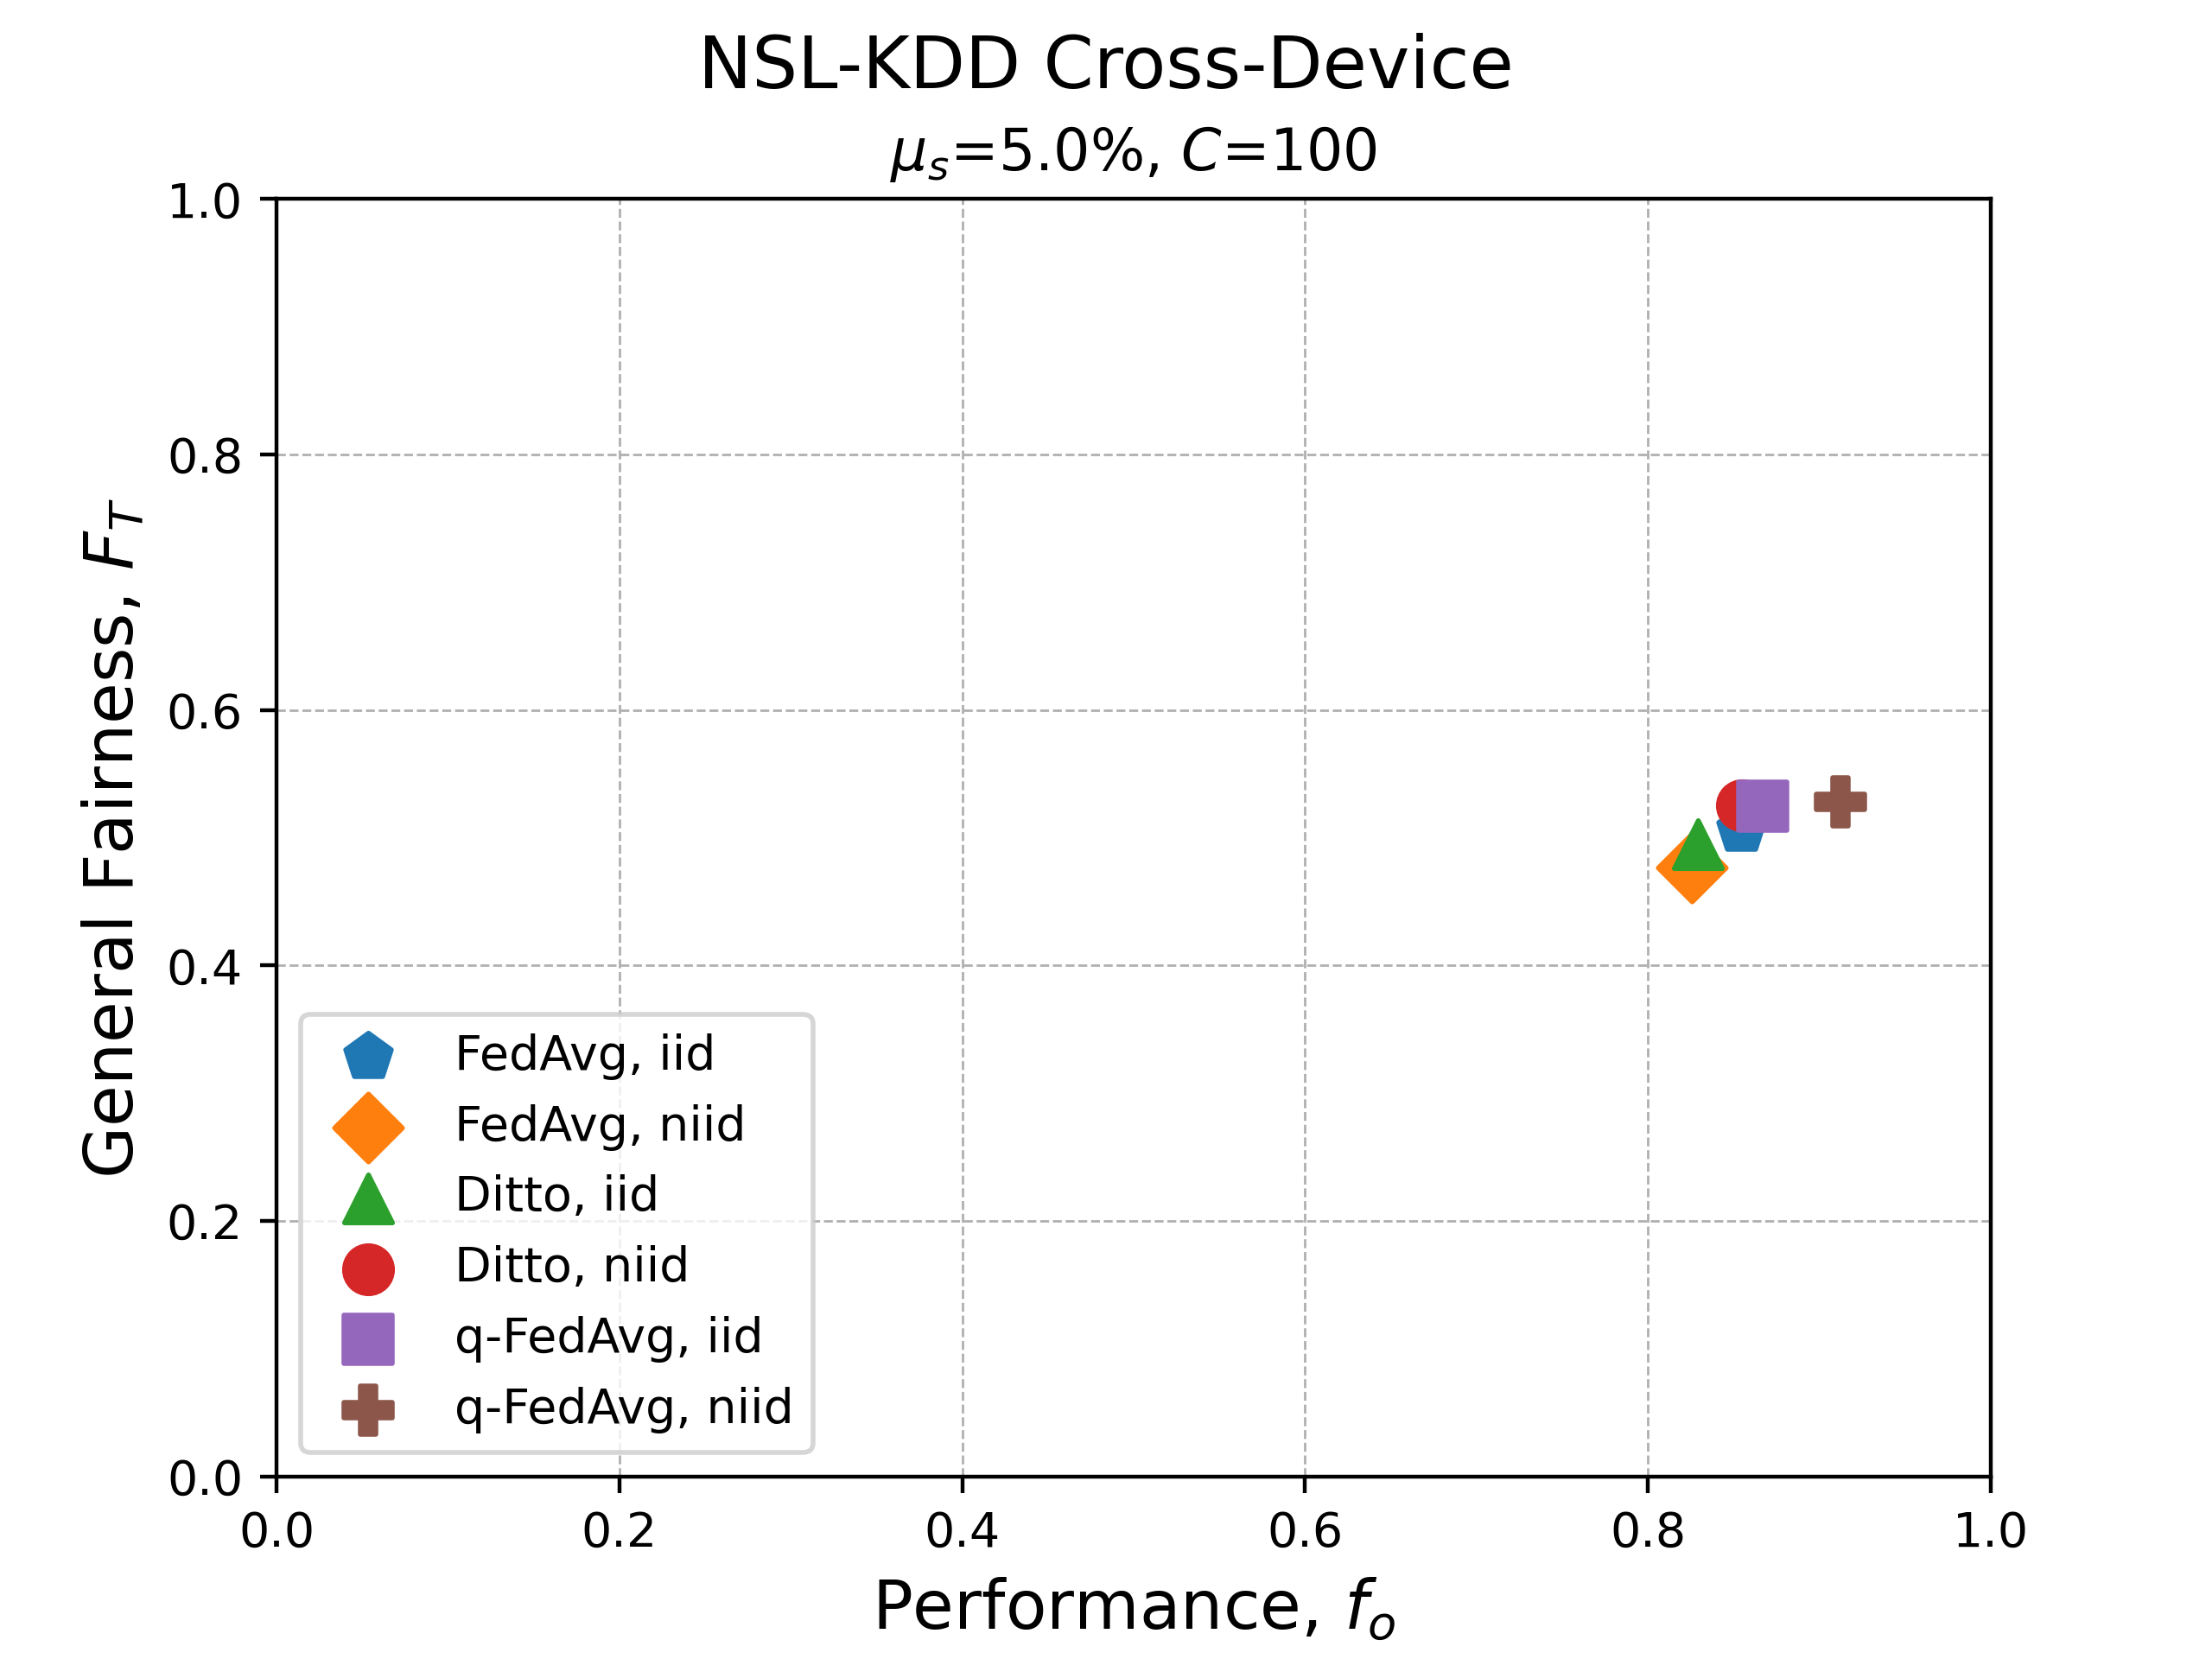 NSL-KDD Cross-Device
μₛ=5.0%, C=100
General Fairness, F_T
1.0
0.8
0.6
0.4
0.2
0.0
FedAvg, iid
FedAvg, niid
Ditto, iid
Ditto, niid
q-FedAvg, iid
q-FedAvg, niid
0.0 0.2 0.4 0.6 0.8 1.0
Performance, f_o